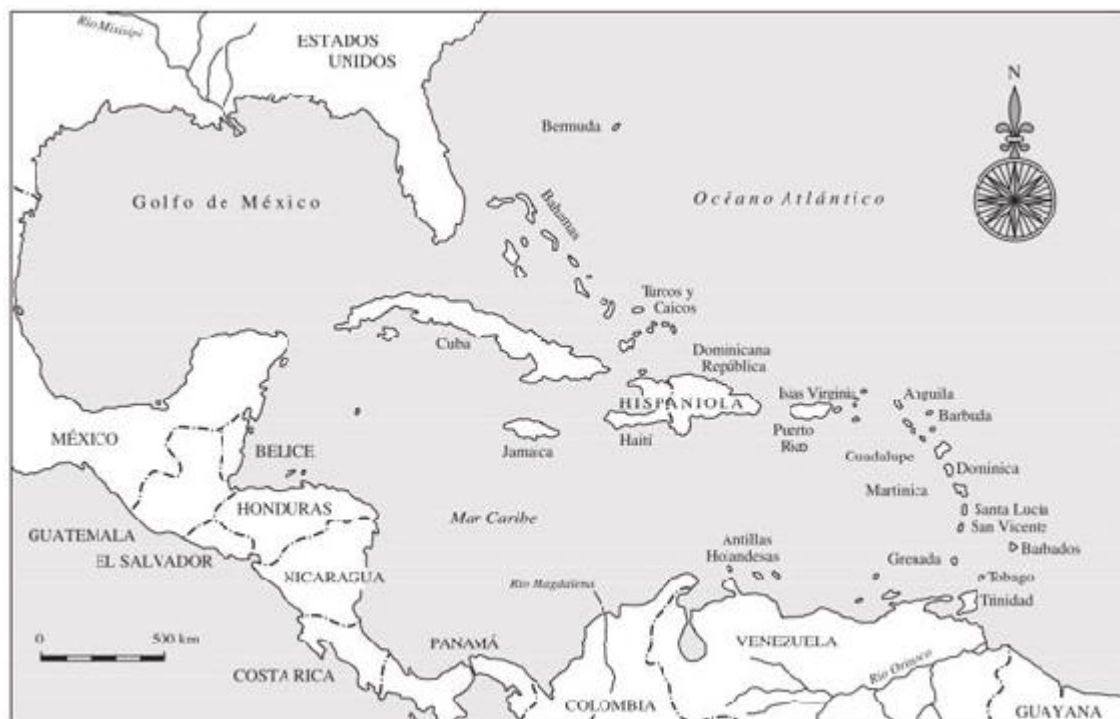 Río Misisipí
ESTADOS
UNIDOS
N
Bermuda
Golfo de México
Océano Atlántico
Bahamas
Turcos y
Caicos
Cuba
Dominicana
República
Islas Vírgenes
Anguila
HISPANIOLA
Barbuda
MÉXICO
Jamaica
Haití
Puerto
Rico
BELICE
Guadalupe
Dominica
Martinica
HONDURAS
Santa Lucía
Mar Caribe
San Vicente
GUATEMALA
Antillas
Holandesas
Barbados
EL SALVADOR
Grenada
NICARAGUA
Río Magdalena
Tobago
Trinidad
0 500 km
PANAMÁ
VENEZUELA
COSTA RICA
Río Orinoco
COLOMBIA
GUAYANA